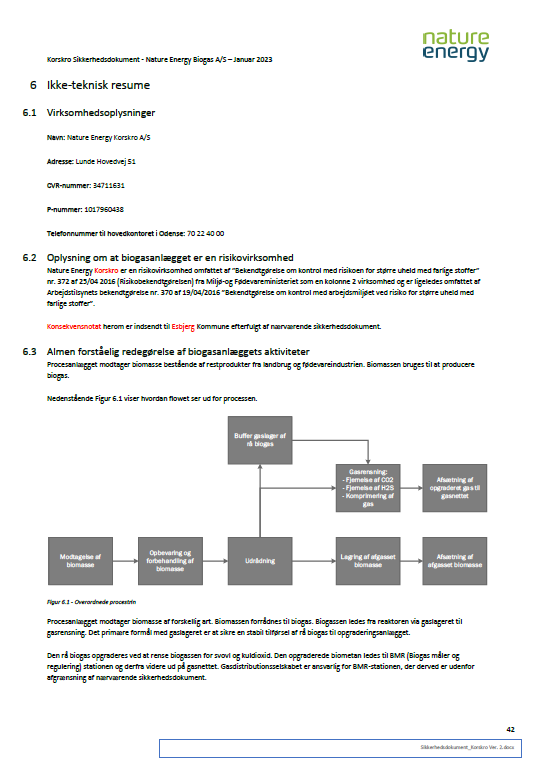 nature
energy
Korskro Sikkerhedsdokument - Nature Energy Biogas A/S – Januar 2023
6 Ikke-teknisk resume
6.1 Virksomhedsoplysninger
Navn: Nature Energy Korskro A/S
Adresse: Lunde Hovedvej 51
CVR-nummer: 34711631
P-nummer: 1017960438
Telefonnummer til hovedkontoret i Odense: 70 22 40 00
6.2 Oplysning om at biogasanlægget er en risikovirksomhed
Nature Energy Korskro er en risikovirksomhed omfattet af "Bekendtgørelse om kontrol med risikoen for større uheld med farlige stoffer"
nr. 372 af 25/04 2016 (Risikobekendtgørelsen) fra Miljø-og Fødevareministeriet som en kolonne 2 virksomhed og er ligeledes omfattet af
Arbejdstilsynets bekendtgørelse nr. 370 af 19/04/2016 "Bekendtgørelse om kontrol med arbejdsmiljøet ved risiko for større uheld med
farlige stoffer".
Konsekvensnotat herom er indsendt til Esbjerg Kommune efterfulgt af nærværende sikkerhedsdokument.
6.3 Almen forståelig redegørelse af biogasanlæggets aktiviteter
Procesanlægget modtager biomasse bestående af restprodukter fra landbrug og fødevareindustrien. Biomassen bruges til at producere
biogas.
Nedenstående Figur 6.1 viser hvordan flowet ser ud for processen.
Buffer gaslager af
rå biogas
Gasrensning:
- Fjernelse af CO2
- Fjernelse af H2S
- Komprimering af
gas
Afsætning af
opgraderet gas til
gasnettet
Modtagelse af
biomasse
Opbevaring og
forbehandling af
biomasse
Udrådning
Lagring af afgasset
biomasse
Afsætning af
afgasset biomasse
Figur 6.1 - Overordnede procestrin
Procesanlægget modtager biomasse af forskellig art. Biomassen forrådnes til biogas. Biogassen ledes fra reaktoren via gaslageret til
gasrensning. Det primære formål med gaslageret er at sikre en stabil tilførsel af rå biogas til opgraderingsanlægget.
Den rå biogas opgraderes ved at rense biogassen for svovl og kuldioxid. Den opgraderede biometan ledes til BMR (Biogas måler og
regulering) stationen og derfra videre ud på gasnettet. Gasdistributionsselskabet er ansvarlig for BMR-stationen, der derved er udenfor
afgrænsning af nærværende sikkerhedsdokument.
42
Sikkerhedsdokument_Korskro Ver. 2.docx